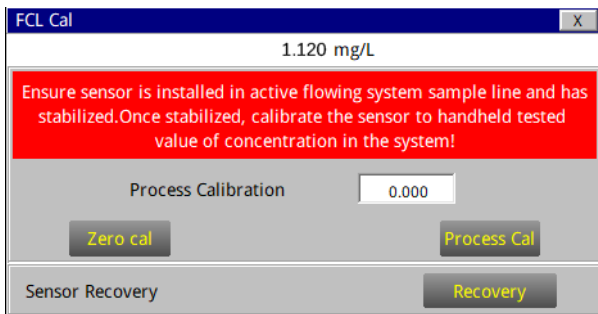 FCL Cal X
1.120 mg/L
Ensure sensor is installed in active flowing system sample line and has
stabilized.Once stabilized, calibrate the sensor to handheld tested
value of concentration in the system!
Process Calibration 0.000
Zero cal Process Cal
Sensor Recovery Recovery